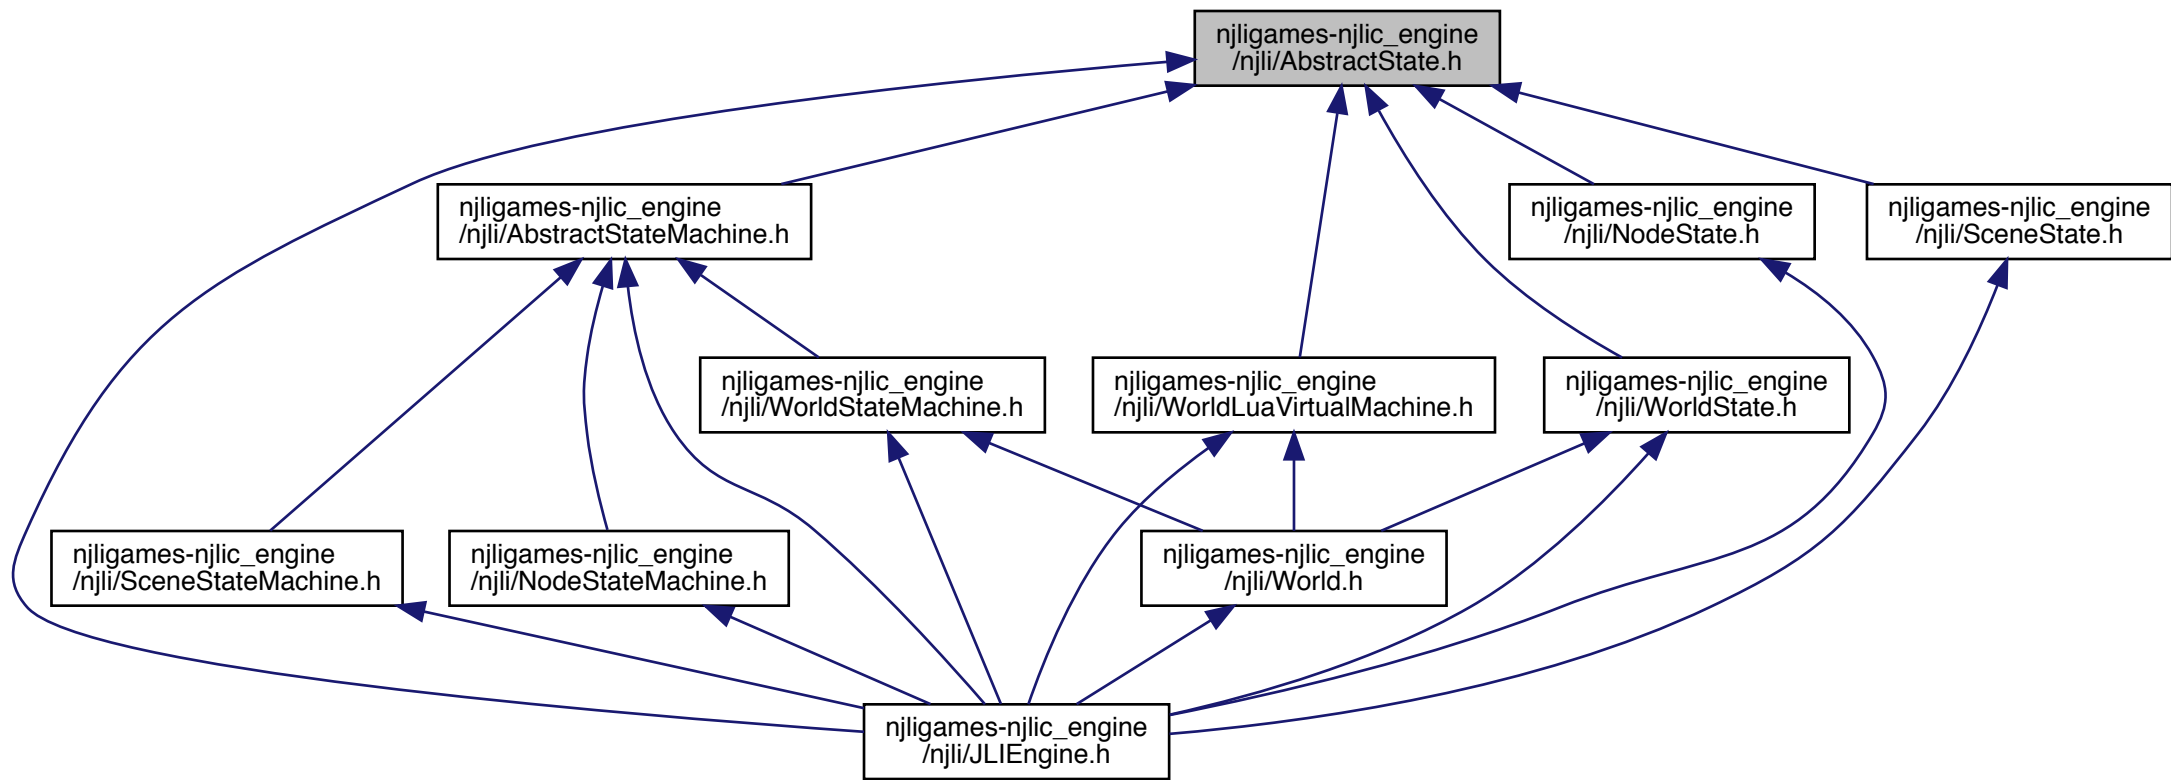 njligames-njlic_engine
/njli/AbstractState.h
njligames-njlic_engine
/njli/AbstractStateMachine.h
njligames-njlic_engine
/njli/NodeState.h
njligames-njlic_engine
/njli/SceneState.h
njligames-njlic_engine
/njli/WorldStateMachine.h
njligames-njlic_engine
/njli/WorldLuaVirtualMachine.h
njligames-njlic_engine
/njli/WorldState.h
njligames-njlic_engine
/njli/SceneStateMachine.h
njligames-njlic_engine
/njli/NodeStateMachine.h
njligames-njlic_engine
/njli/World.h
njligames-njlic_engine
/njli/JLIEngine.h